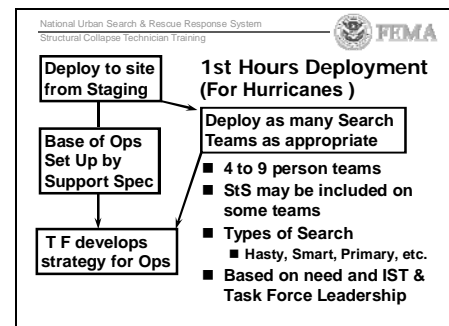 National Urban Search & Rescue Response System
Structural Collapse Technician Training
FEMA
Deploy to site
from Staging
1st Hours Deployment
(For Hurricanes )
Deploy as many Search
Teams as appropriate
Base of Ops
Set Up by
Support Spec
■ 4 to 9 person teams
■ StS may be included on
some teams
■ Types of Search
■ Hasty, Smart, Primary, etc.
■ Based on need and IST &
Task Force Leadership
T F develops
strategy for Ops